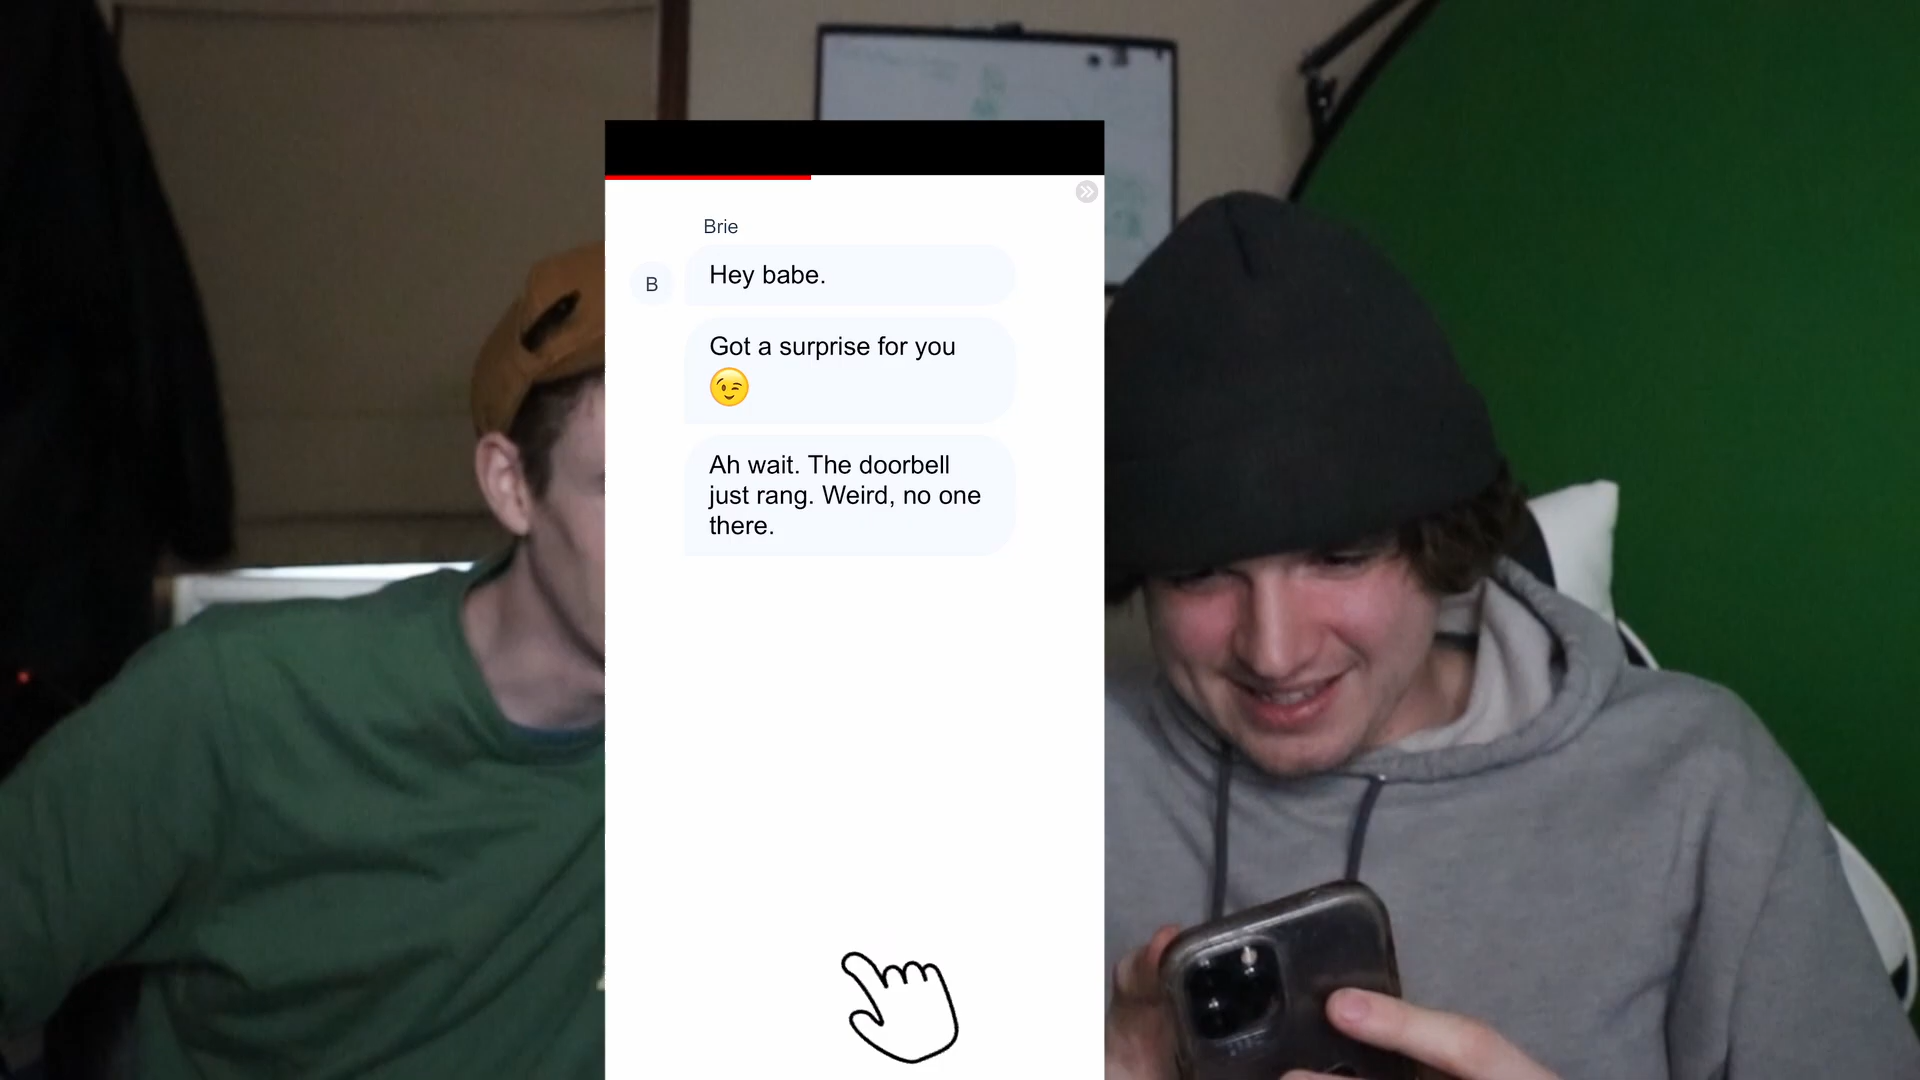 Brie
B
Hey babe.
Got a surprise for you
😉
Ah wait. The doorbell
just rang. Weird, no one
there.